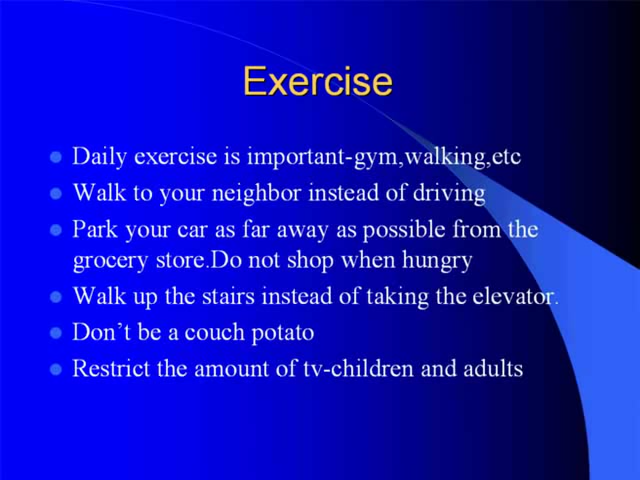 Exercise
Daily exercise is important-gym,walking,etc
Walk to your neighbor instead of driving
Park your car as far away as possible from the
grocery store.Do not shop when hungry
Walk up the stairs instead of taking the elevator.
Don’t be a couch potato
Restrict the amount of tv-children and adults